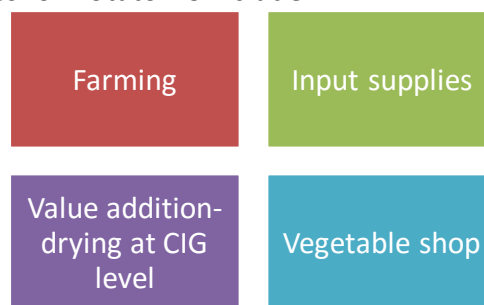 Farming
Input supplies
Value addition-
drying at CIG
level
Vegetable shop